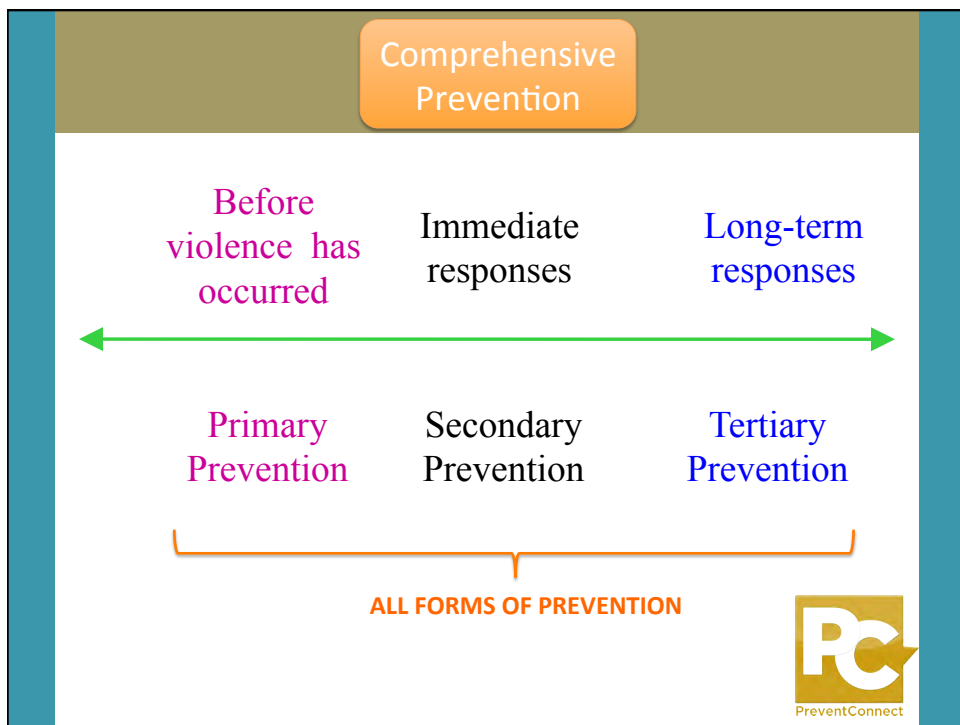 Comprehensive
Prevention
Before
violence has
occurred
Immediate
responses
Long-term
responses
Primary
Prevention
Secondary
Prevention
Tertiary
Prevention
ALL FORMS OF PREVENTION
PC
PreventConnect